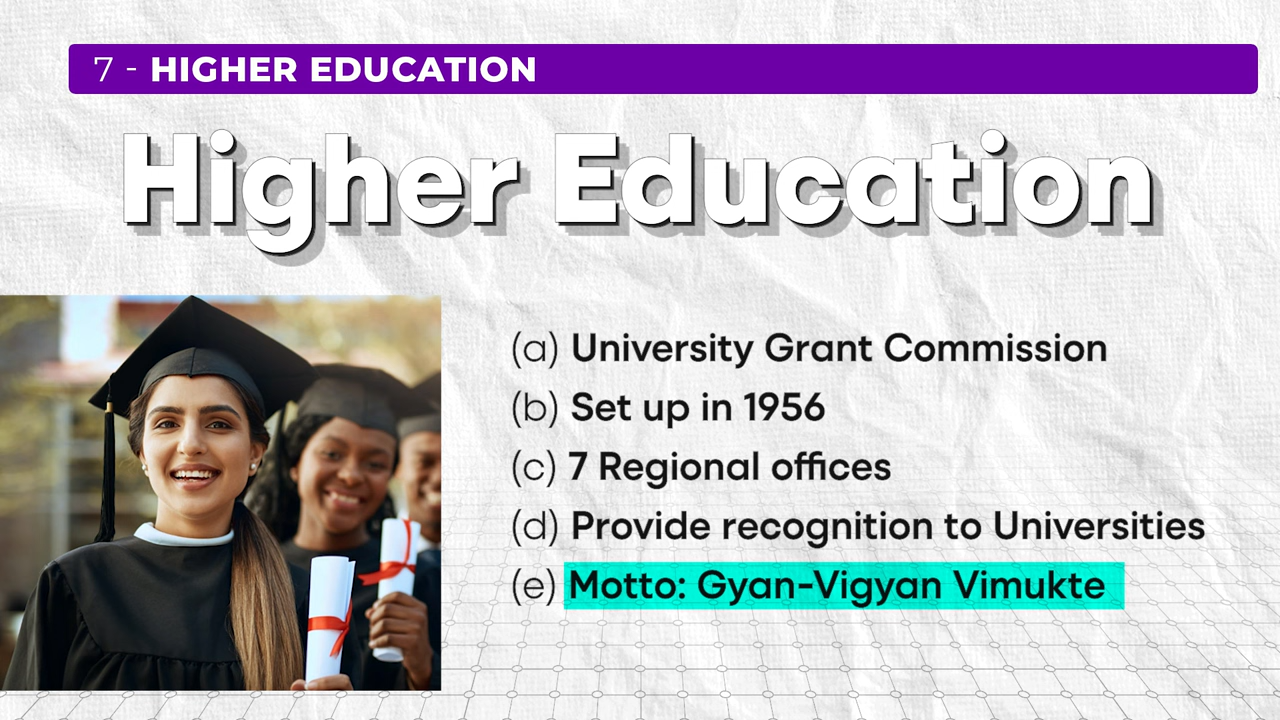 7 - HIGHER EDUCATION
Higher Education
(a) University Grant Commission
(b) Set up in 1956
(c) 7 Regional offices
(d) Provide recognition to Universities
(e) Motto: Gyan-Vigyan Vimukte